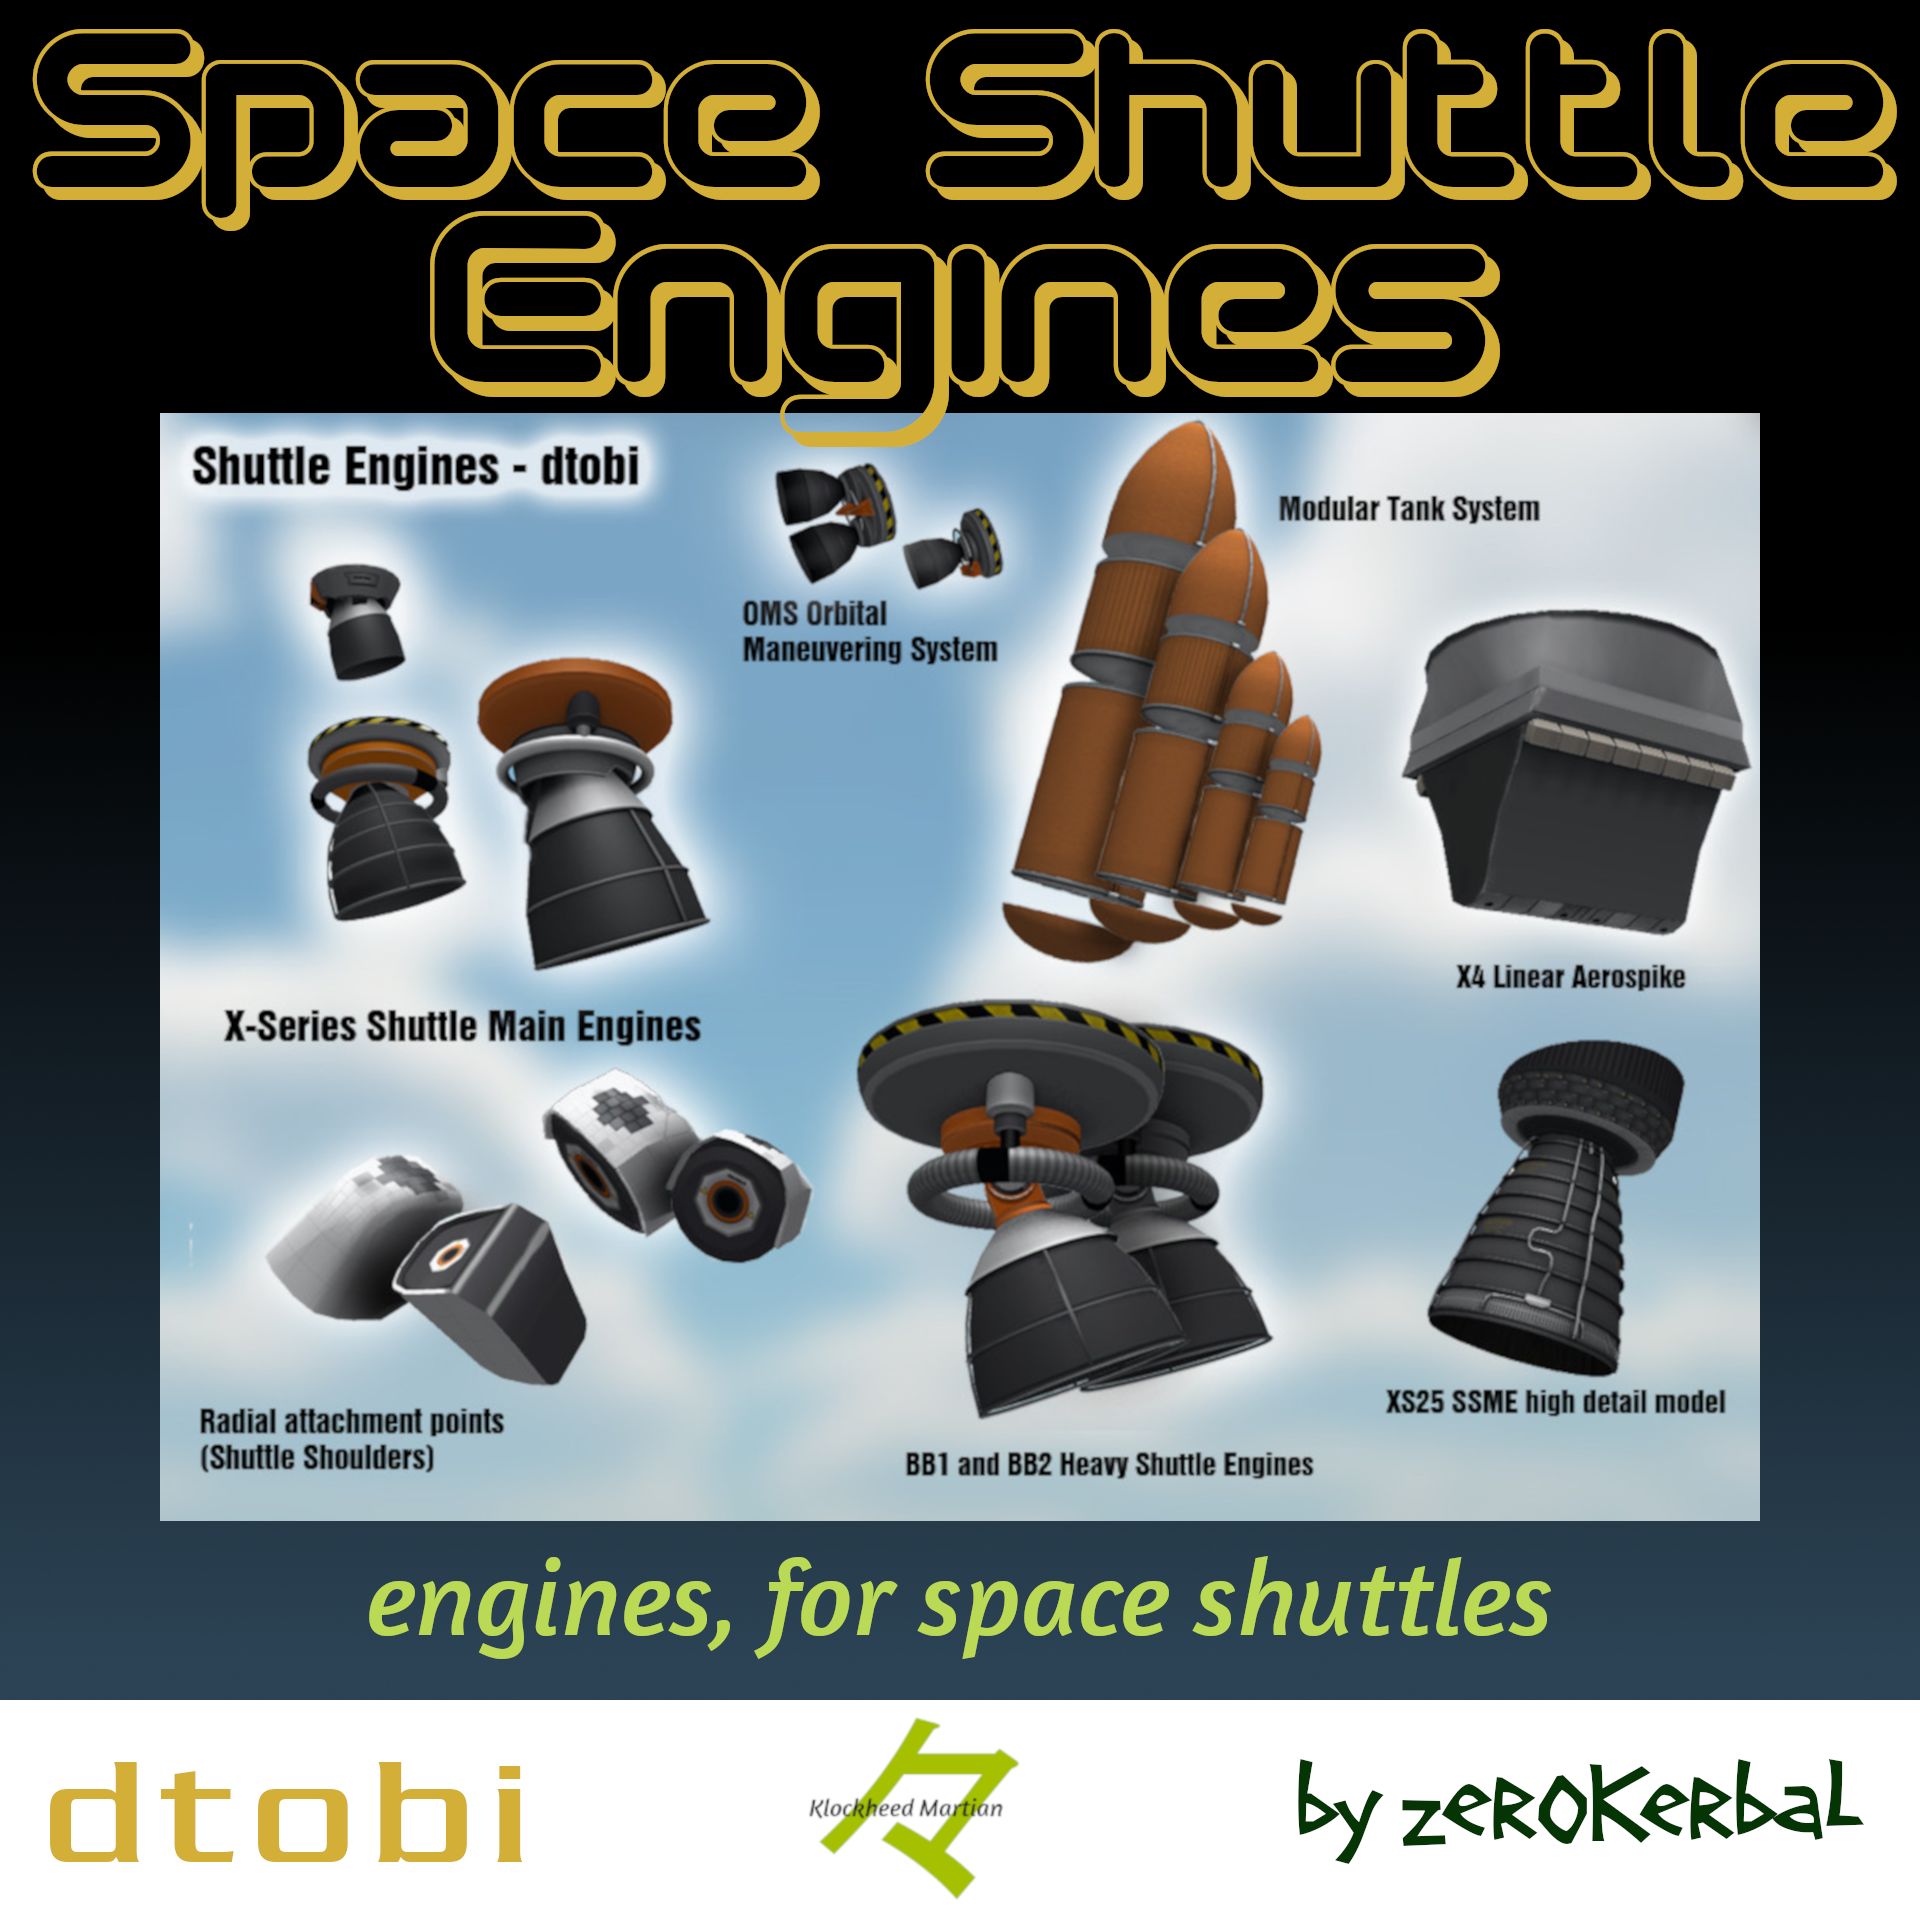 Space Shuttle
Engines
Shuttle Engines - dtobi
Modular Tank System
OMS Orbital
Maneuvering System
X4 Linear Aerospike
X-Series Shuttle Main Engines
XS25 SSME high detail model
Radial attachment points
(Shuttle Shoulders)
BB1 and BB2 Heavy Shuttle Engines
engines, for space shuttles
dtobi
Klockheed Martian
by zeroKerbal